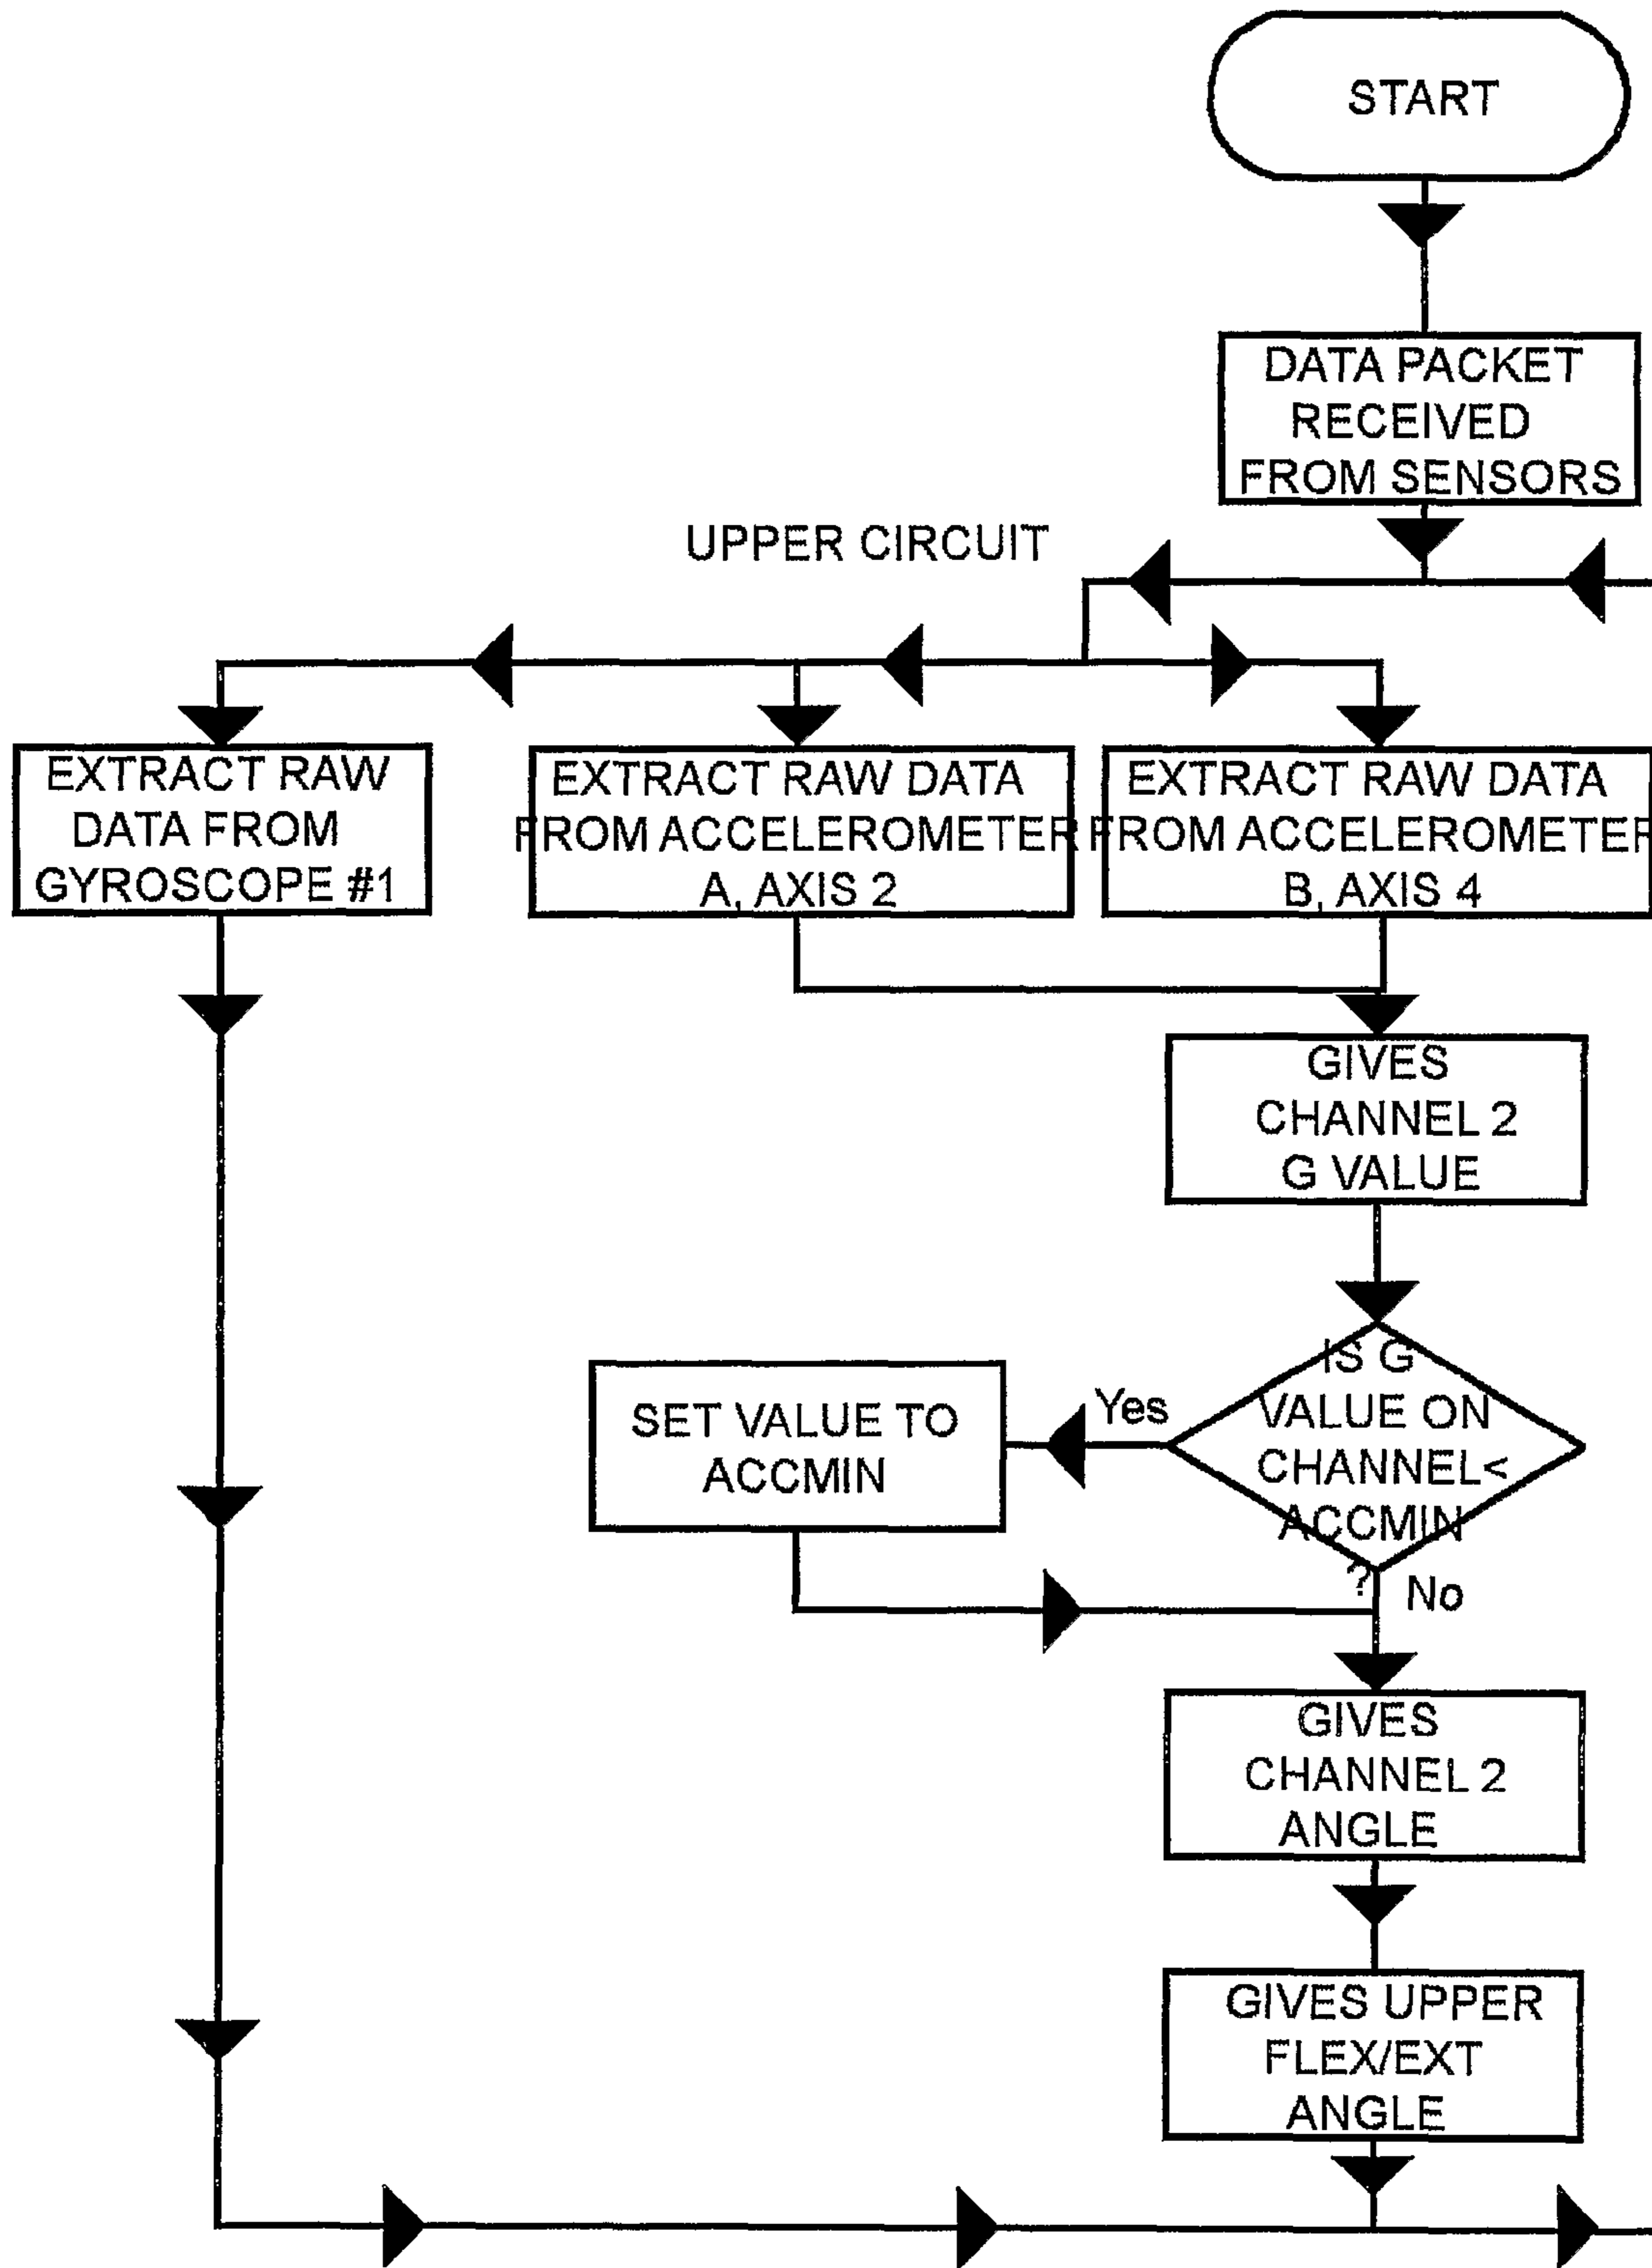 START
DATA PACKET
RECEIVED
FROM SENSORS
UPPER CIRCUIT
EXTRACT RAW
DATA FROM
GYROSCOPE #1
EXTRACT RAW DATA
FROM ACCELEROMETER
A, AXIS 2
EXTRACT RAW DATA
FROM ACCELEROMETER
B, AXIS 4
GIVES
CHANNEL 2
G VALUE
IS G
VALUE ON
CHANNEL<
ACCMIN
?
Yes
SET VALUE TO
ACCMIN
No
GIVES
CHANNEL 2
ANGLE
GIVES UPPER
FLEX/EXT
ANGLE